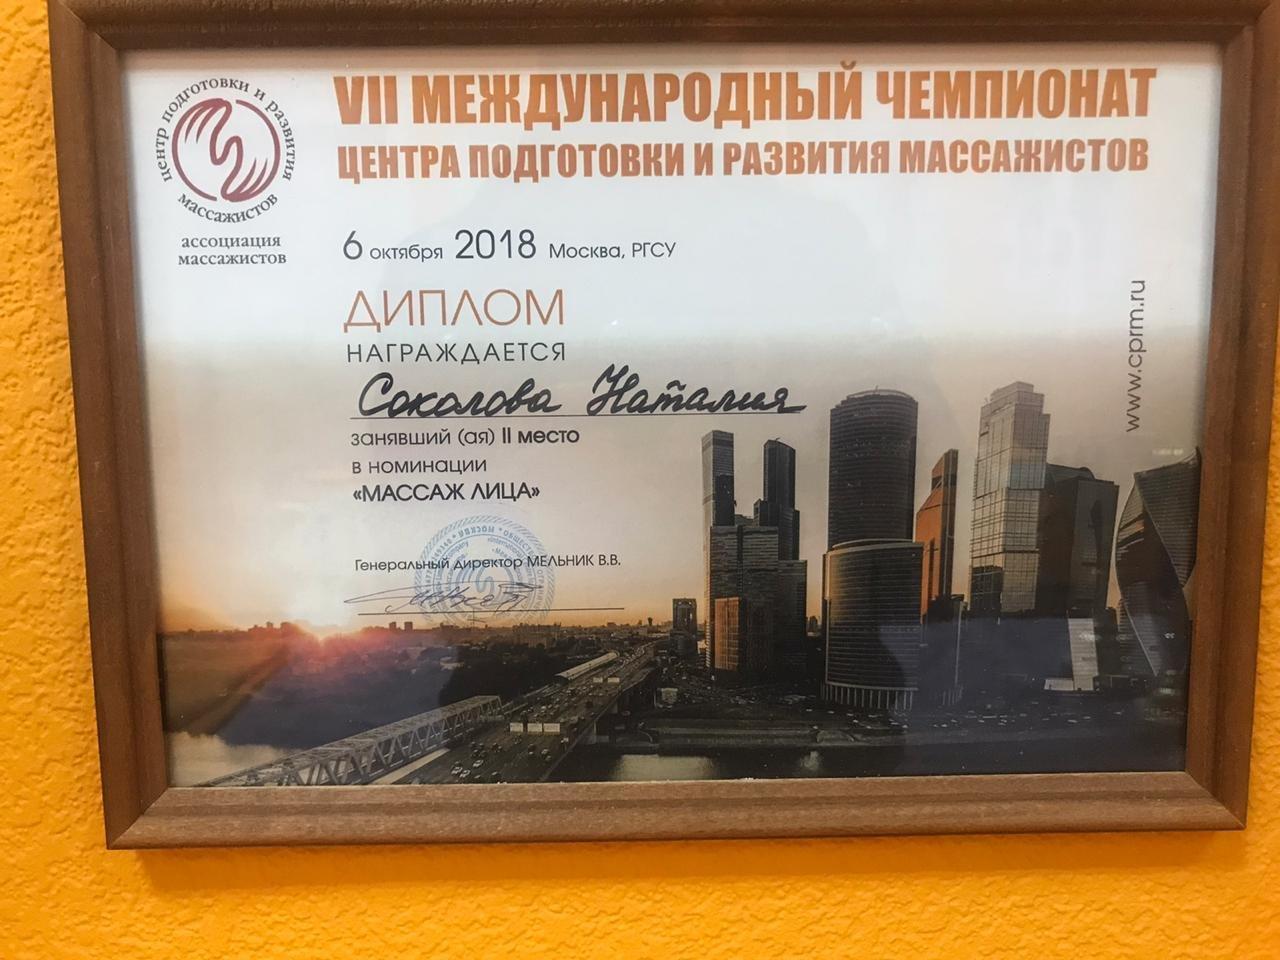 центр подготовки и развития
массажистов
ассоциация
массажистов
VII МЕЖДУНАРОДНЫЙ ЧЕМПИОНАТ
ЦЕНТРА ПОДГОТОВКИ И РАЗВИТИЯ МАССАЖИСТОВ
6 октября 2018 Москва, РГСУ
ДИПЛОМ
НАГРАЖДАЕТСЯ
Соколова Наталия
занявший (ая) II место
в номинации
«МАССАЖ ЛИЦА»
Генеральный директор МЕЛЬНИК В.В.
www.cprm.ru